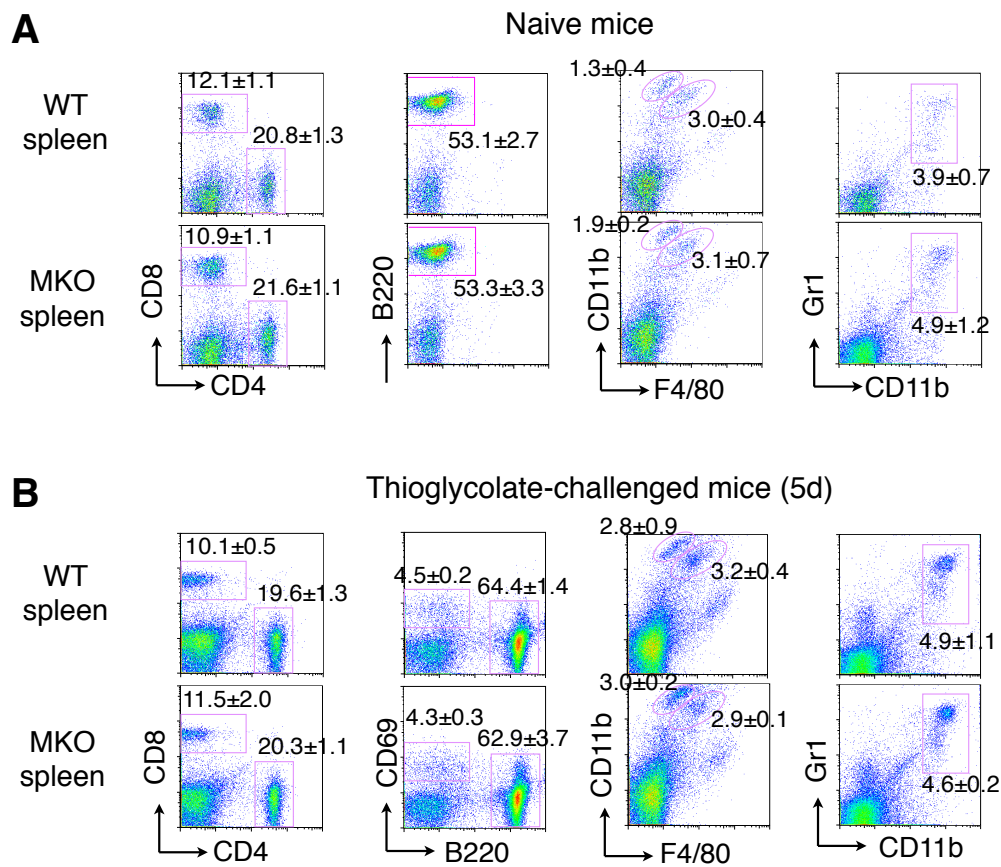 A
Naive mice
WT
spleen
12.1±1.1
20.8±1.3
53.1±2.7
1.3±0.4
3.0±0.4
3.9±0.7
MKO
spleen
10.9±1.1
21.6±1.1
53.3±3.3
1.9±0.2
3.1±0.7
4.9±1.2
CD8
CD4
B220
CD11b
F4/80
Gr1
CD11b
B
Thioglycolate-challenged mice (5d)
WT
spleen
10.1±0.5
19.6±1.3
4.5±0.2
64.4±1.4
2.8±0.9
3.2±0.4
4.9±1.1
MKO
spleen
11.5±2.0
20.3±1.1
4.3±0.3
62.9±3.7
3.0±0.2
2.9±0.1
4.6±0.2
CD8
CD4
CD69
B220
CD11b
F4/80
Gr1
CD11b